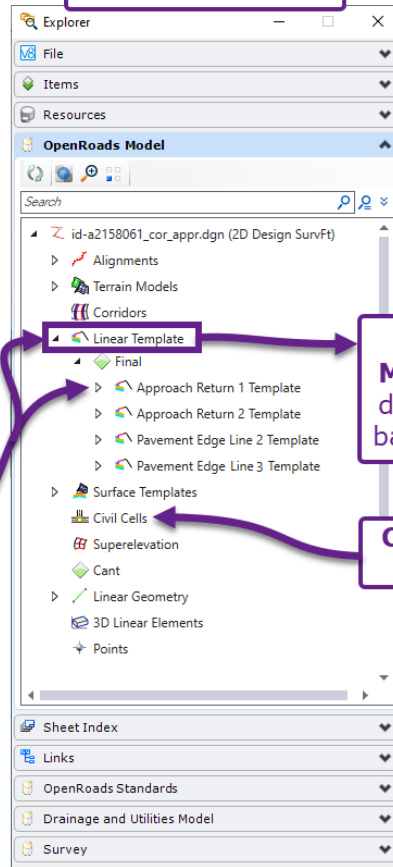 Explorer
File
Items
Resources
OpenRoads Model
Search
id-a2158061_cor_appr.dgn (2D Design SurvFt)
Alignments
Terrain Models
Corridors
Linear Template
Final
Approach Return 1 Template
Approach Return 2 Template
Pavement Edge Line 2 Template
Pavement Edge Line 3 Template
Surface Templates
Civil Cells
Superelevation
Cant
Linear Geometry
3D Linear Elements
Points
Sheet Index
Links
OpenRoads Standards
Drainage and Utilities Model
Survey